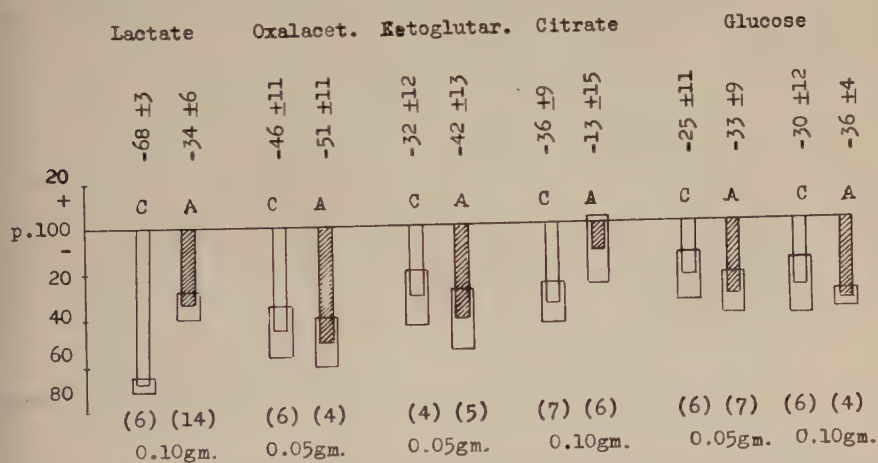 Lactate Oxalacet. Ketoglutar. Citrate Glucose
-68 ±3 -34 ±6 -46 ±11 -51 ±11 -32 ±12 -42 ±13 -36 ±9 -13 ±15 -25 ±11 -33 ±9 -30 ±12 -36 ±4
20
+ C A C A C A C A C A C A
p.100
-
20
40
60
80
(6) (14) (6) (4) (4) (5) (7) (6) (6) (7) (6) (4)
0.10gm. 0.05gm. 0.05gm. 0.10gm. 0.05gm. 0.10gm.